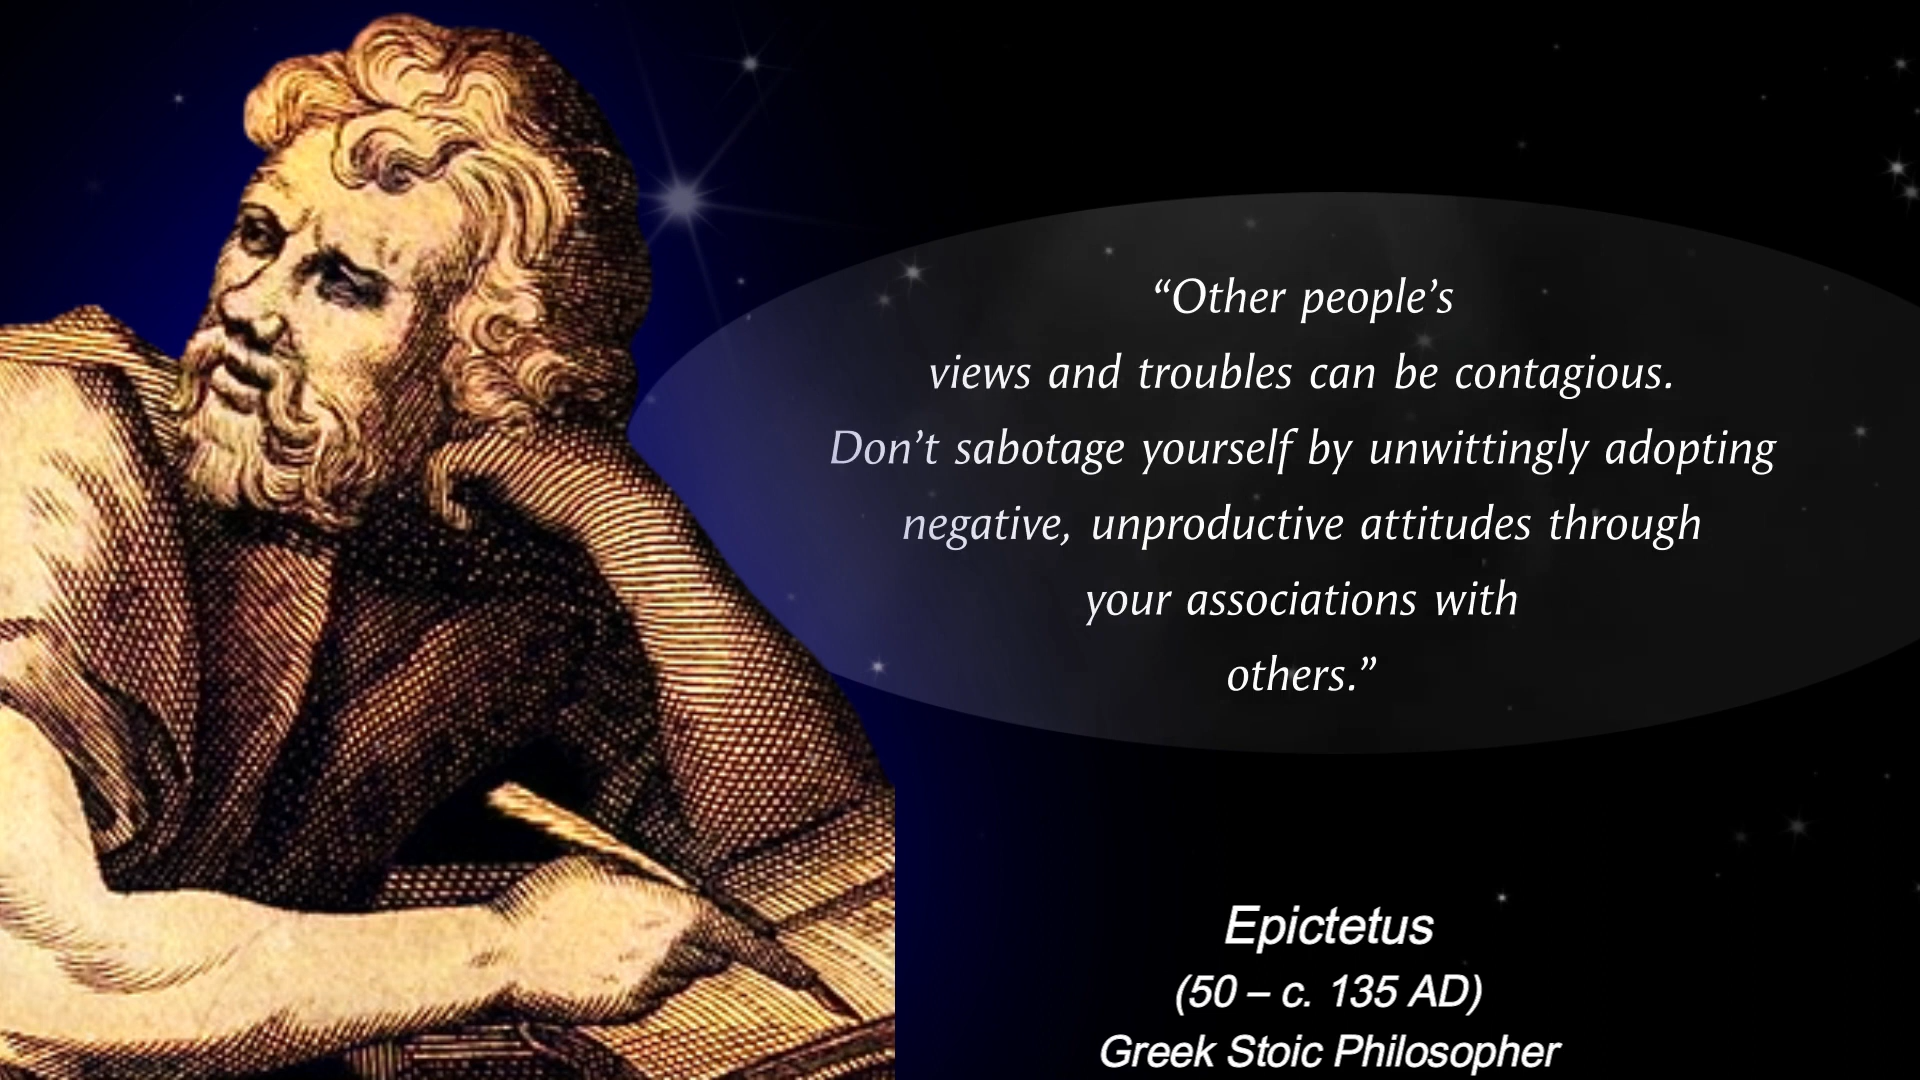 “Other people’s
views and troubles can be contagious.
Don’t sabotage yourself by unwittingly adopting
negative, unproductive attitudes through
your associations with
others.”
Epictetus
(50 – c. 135 AD)
Greek Stoic Philosopher